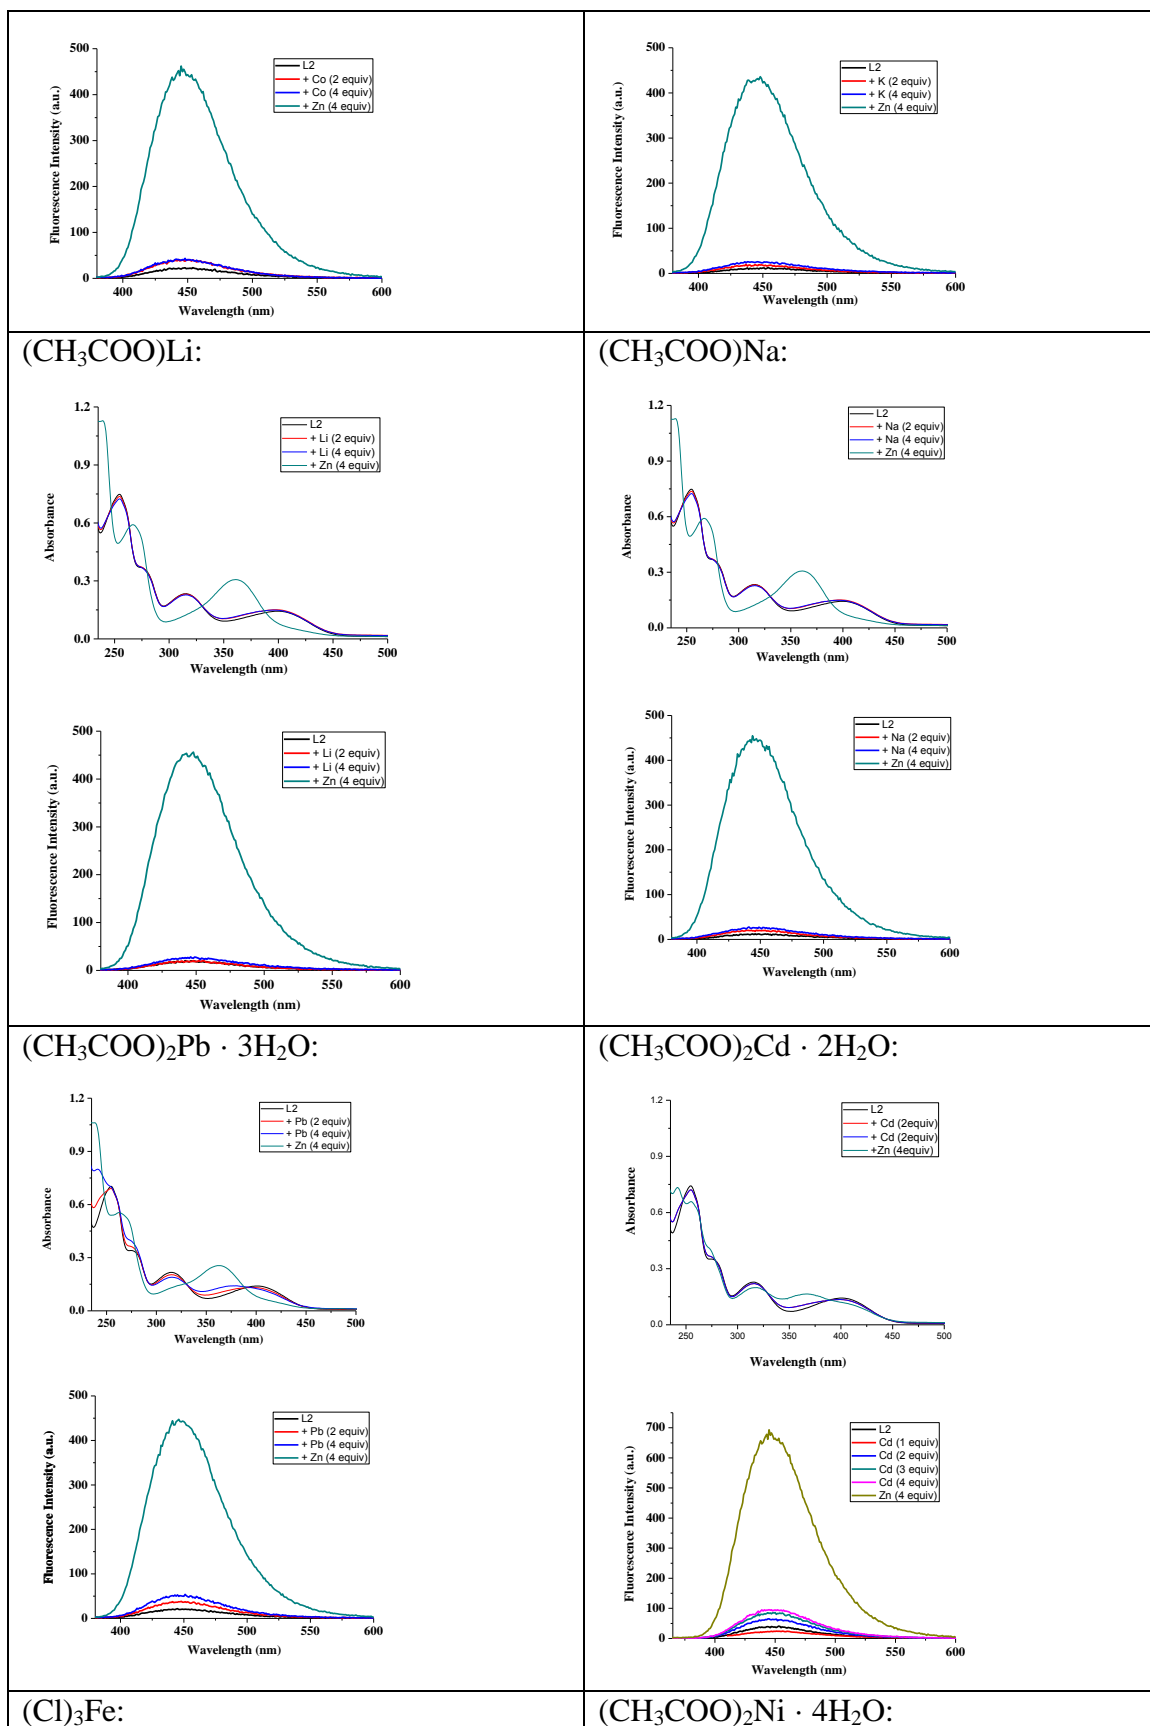 500
400
300
200
100
0
400
450
500
550
600
Fluorescence Intensity (a.u.)
Wavelength (nm)
L2
+ Co (2 equiv)
+ Co (4 equiv)
+ Zn (4 equiv)
500
400
300
200
100
0
400
450
500
550
600
Fluorescence Intensity (a.u.)
Wavelength (nm)
L2
+ K (2 equiv)
+ K (4 equiv)
+ Zn (4 equiv)
(CH₃COO)Li:
1.2
0.9
0.6
0.3
0.0
250
300
350
400
450
500
Absorbance
Wavelength (nm)
L2
+ Li (2 equiv)
+ Li (4 equiv)
+ Zn (4 equiv)
500
400
300
200
100
0
400
450
500
550
600
Fluorescence Intensity (a.u.)
Wavelength (nm)
L2
+ Li (2 equiv)
+ Li (4 equiv)
+ Zn (4 equiv)
(CH₃COO)Na:
1.2
0.9
0.6
0.3
0.0
250
300
350
400
450
500
Absorbance
Wavelength (nm)
L2
+ Na (2 equiv)
+ Na (4 equiv)
+ Zn (4 equiv)
500
400
300
200
100
0
400
450
500
550
600
Fluorescence Intensity (a.u.)
Wavelength (nm)
L2
+ Na (2 equiv)
+ Na (4 equiv)
+ Zn (4 equiv)
(CH₃COO)₂Pb · 3H₂O:
1.2
0.9
0.6
0.3
0.0
250
300
350
400
450
500
Absorbance
Wavelength (nm)
L2
+ Pb (2 equiv)
+ Pb (4 equiv)
+ Zn (4 equiv)
500
400
300
200
100
0
400
450
500
550
600
Fluorescence Intensity (a.u.)
Wavelength (nm)
L2
+ Pb (2 equiv)
+ Pb (4 equiv)
+ Zn (4 equiv)
(CH₃COO)₂Cd · 2H₂O:
1.2
0.9
0.6
0.3
0.0
250
300
350
400
450
500
Absorbance
Wavelength (nm)
L2
+ Cd (2equiv)
+ Cd (2equiv)
+Zn (4equiv)
700
600
500
400
300
200
100
0
400
450
500
550
600
Fluorescence Intensity (a.u.)
Wavelength (nm)
L2
Cd (1 equiv)
Cd (2 equiv)
Cd (3 equiv)
Cd (4 equiv)
Zn (4 equiv)
(Cl)₃Fe:
(CH₃COO)₂Ni · 4H₂O: